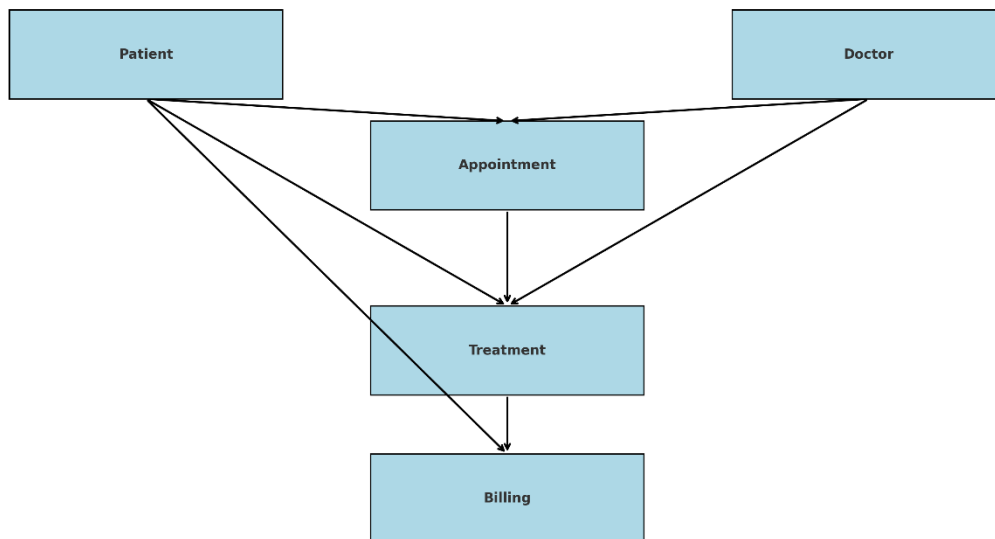 Patient
Doctor
Appointment
Treatment
Billing